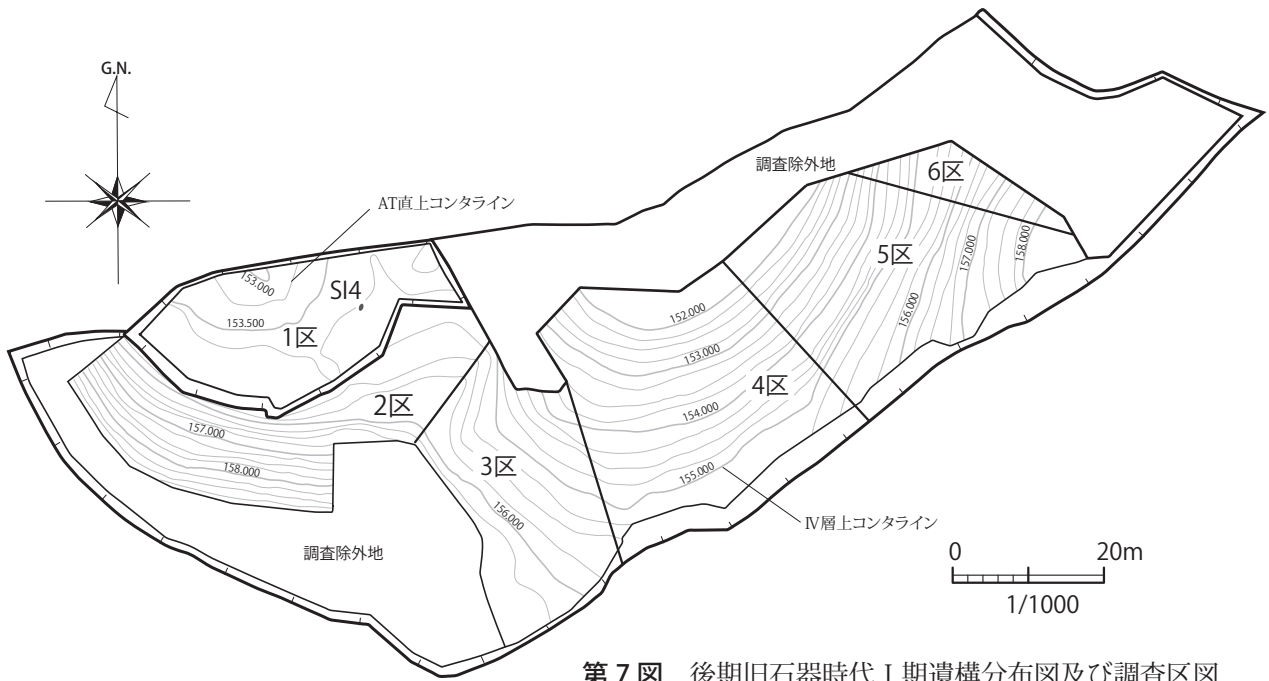 G.N.
調査除外地
6区
AT直上コンタライン
5区
158.000
157.000
153.000
SI4
156.000
152.000
153.500
1区
153.000
4区
2区
154.000
157.000
3区
158.000
155.000
156.000
Ⅳ層上コンタライン
調査除外地
0 20m
1/1000
第7図 後期旧石器時代Ⅰ期遺構分布図及び調査区図